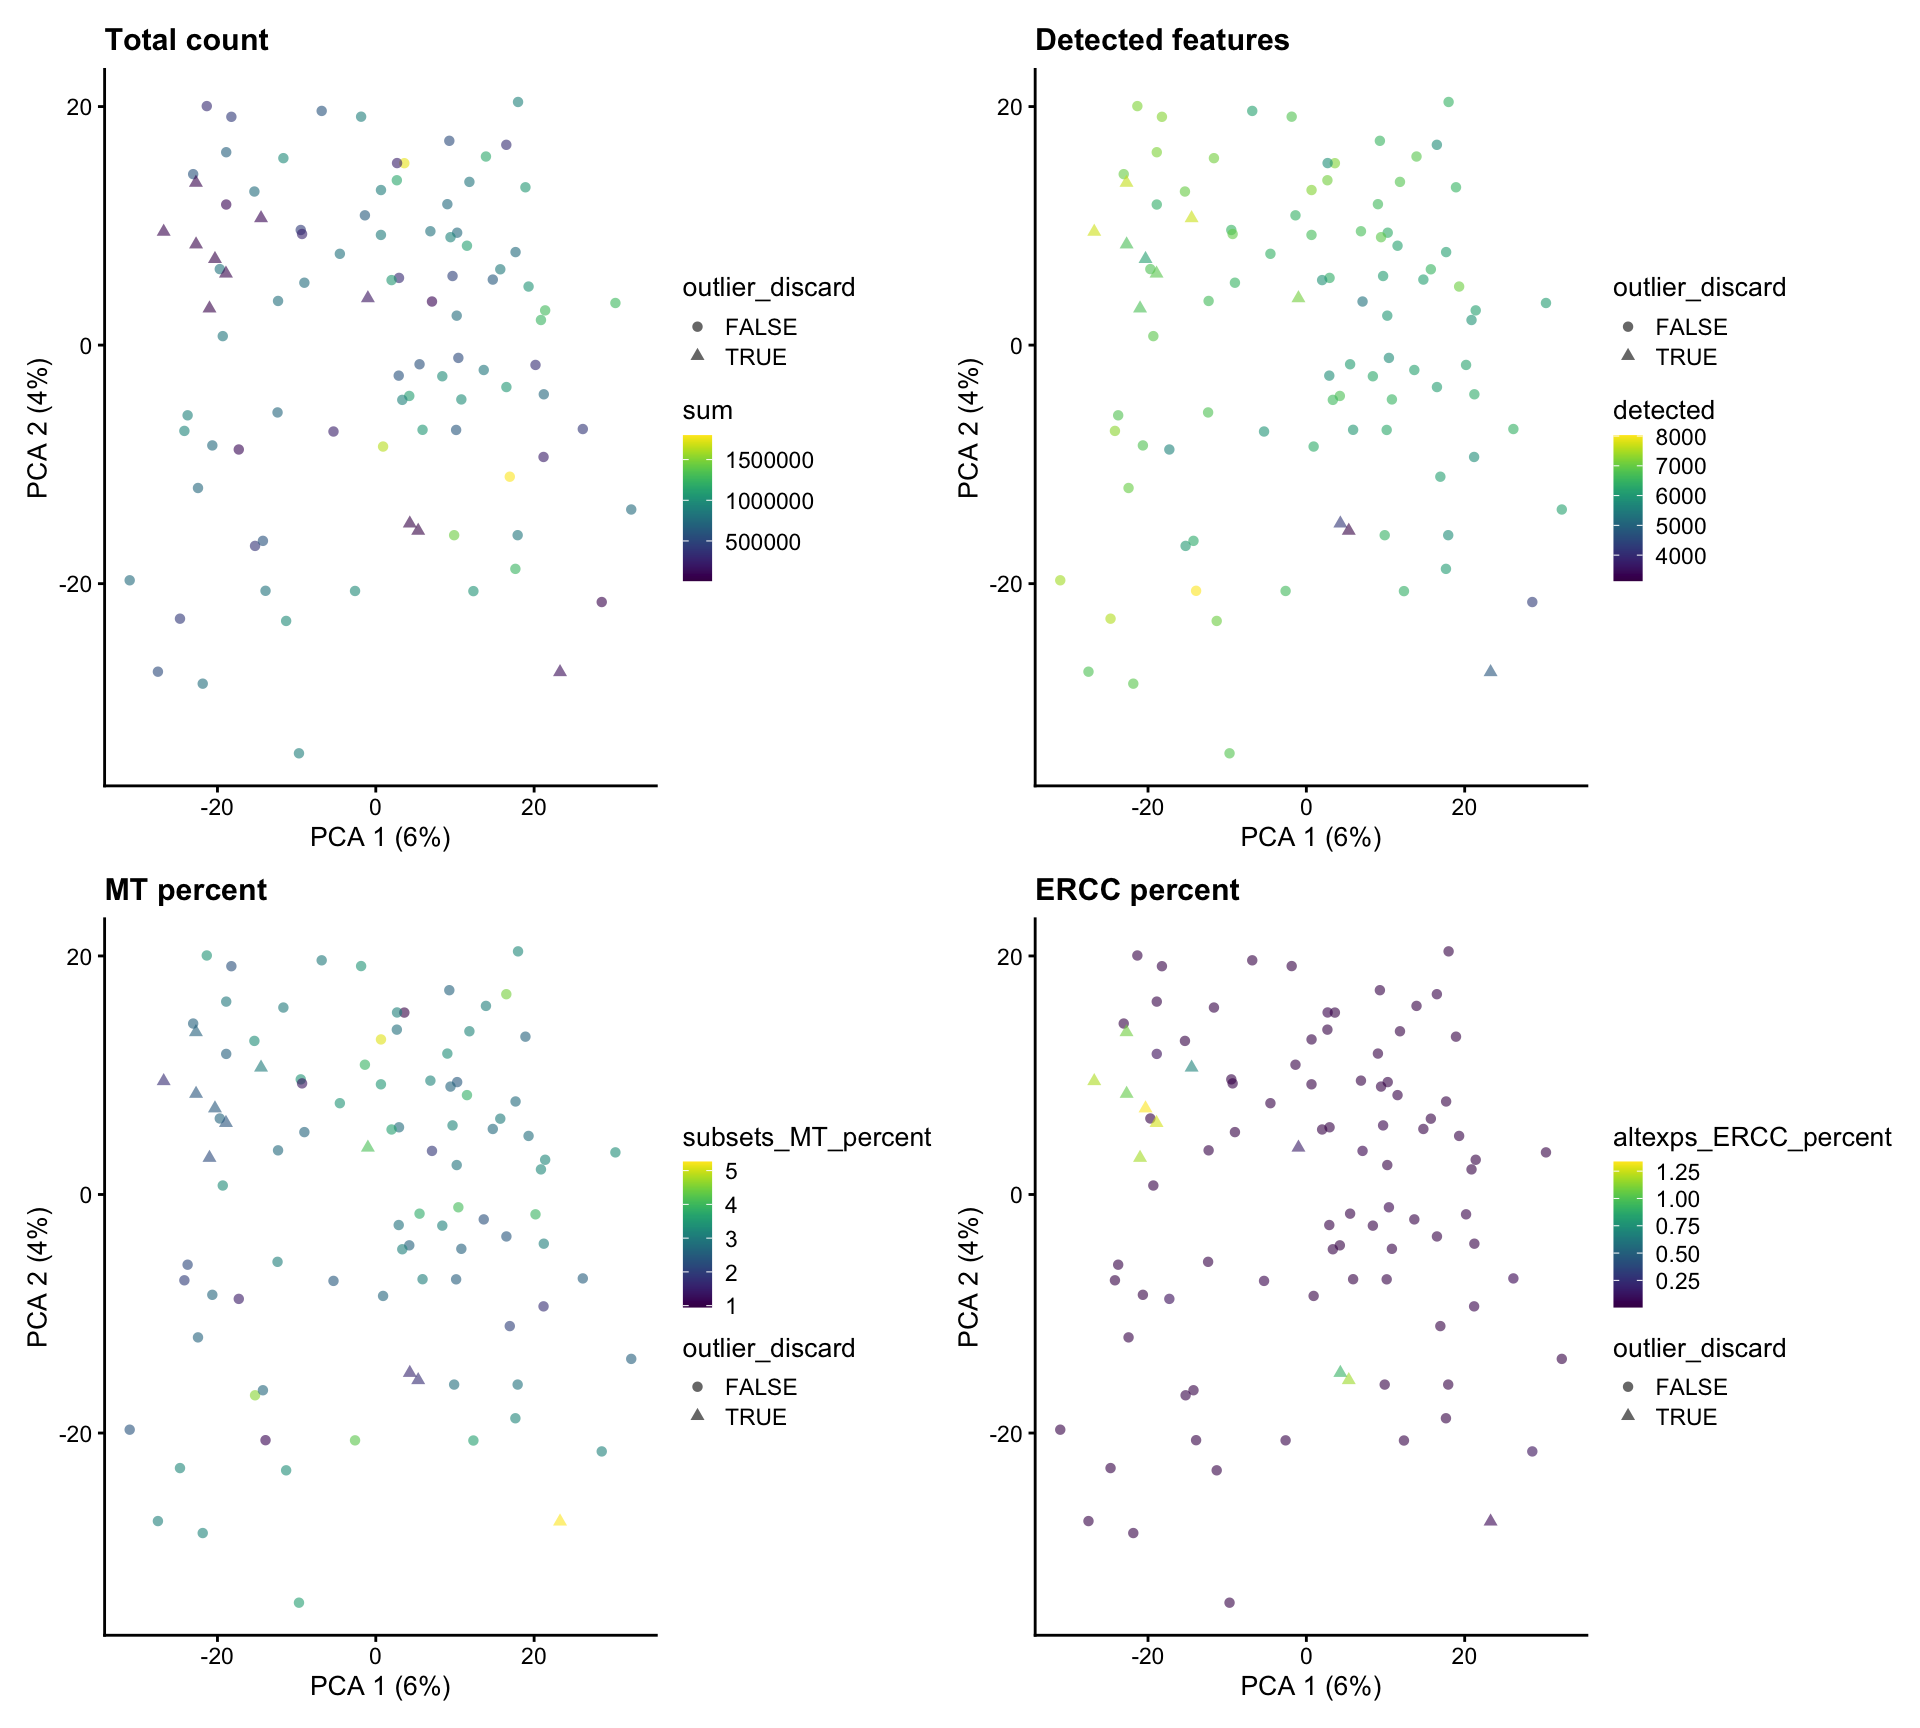 Total count
20
0
-20
PCA 2 (4%)
-20
0
20
PCA 1 (6%)
outlier_discard
FALSE
TRUE
sum
1500000
1000000
500000
Detected features
20
0
-20
PCA 2 (4%)
-20
0
20
PCA 1 (6%)
outlier_discard
FALSE
TRUE
detected
8000
7000
6000
5000
4000
MT percent
20
0
-20
PCA 2 (4%)
-20
0
20
PCA 1 (6%)
subsets_MT_percent
5
4
3
2
1
outlier_discard
FALSE
TRUE
ERCC percent
20
0
-20
PCA 2 (4%)
-20
0
20
PCA 1 (6%)
altexps_ERCC_percent
1.25
1.00
0.75
0.50
0.25
outlier_discard
FALSE
TRUE